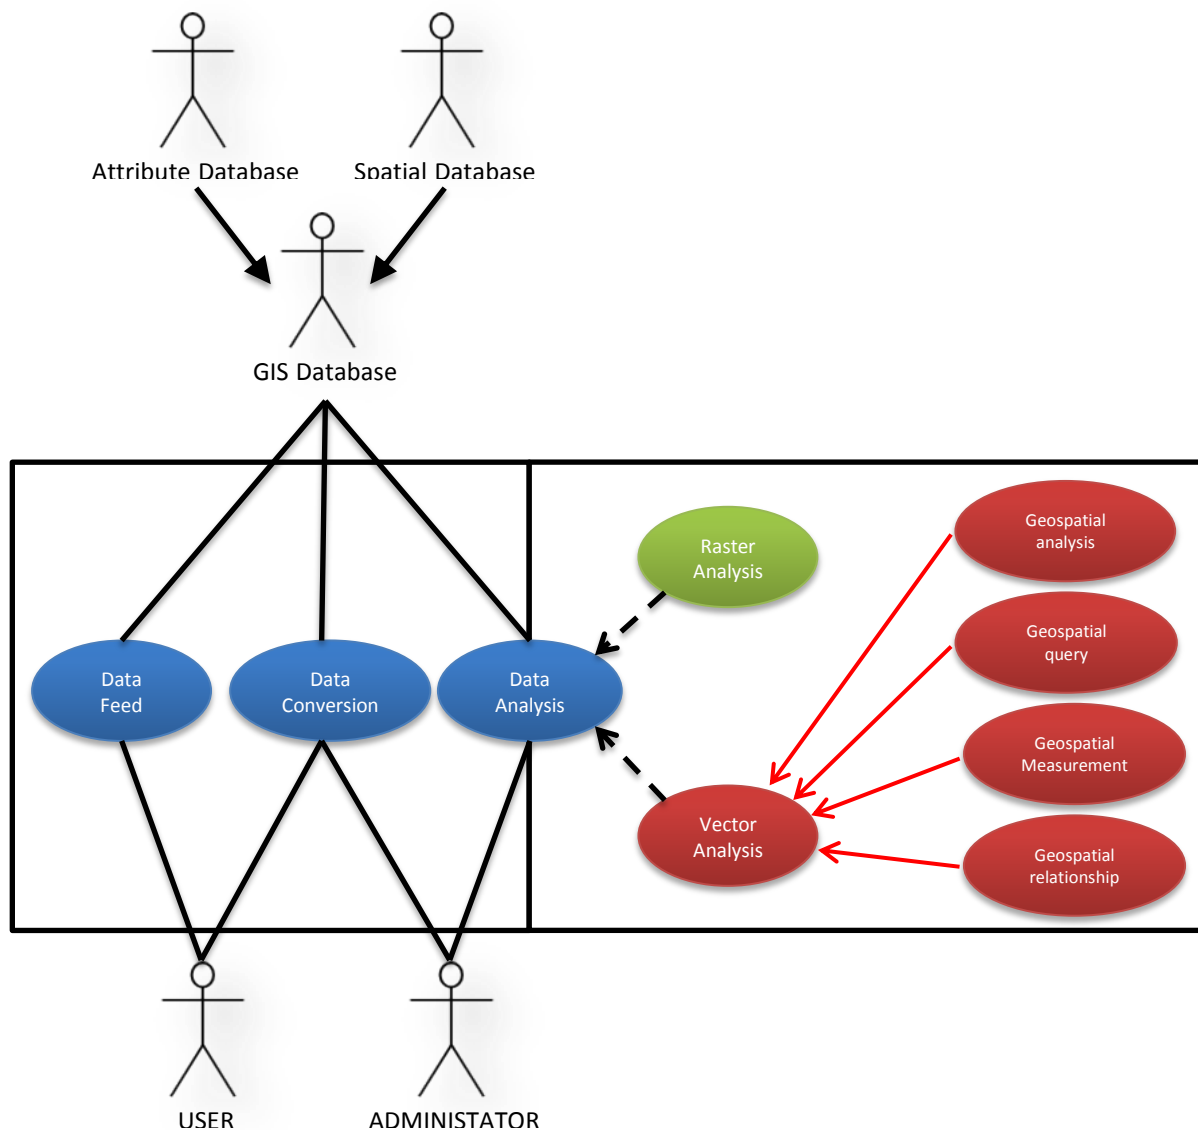 Attribute Database
Spatial Database
GIS Database
Raster
Analysis
Geospatial
analysis
Geospatial
query
Data
Feed
Data
Conversion
Data
Analysis
Geospatial
Measurement
Vector
Analysis
Geospatial
relationship
USER
ADMINISTATOR